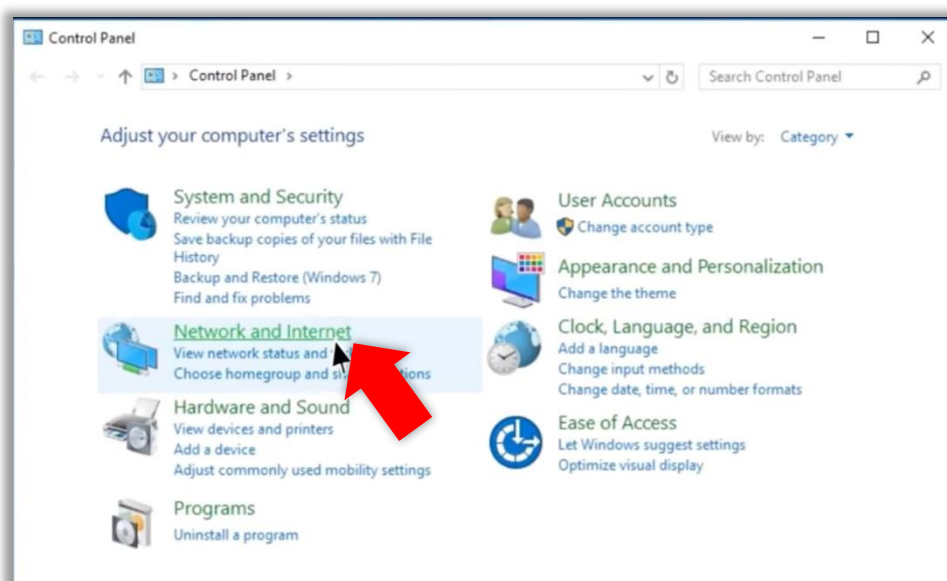 Control Panel
Control Panel
Search Control Panel
Adjust your computer's settings
View by: Category
System and Security
Review your computer's status
Save backup copies of your files with File
History
Backup and Restore (Windows 7)
Find and fix problems
Network and Internet
View network status and
Choose homegroup and
Hardware and Sound
View devices and printers
Add a device
Adjust commonly used mobility settings
Programs
Uninstall a program
User Accounts
Change account type
Appearance and Personalization
Change the theme
Clock, Language, and Region
Add a language
Change input methods
Change date, time, or number formats
Ease of Access
Let Windows suggest settings
Optimize visual display